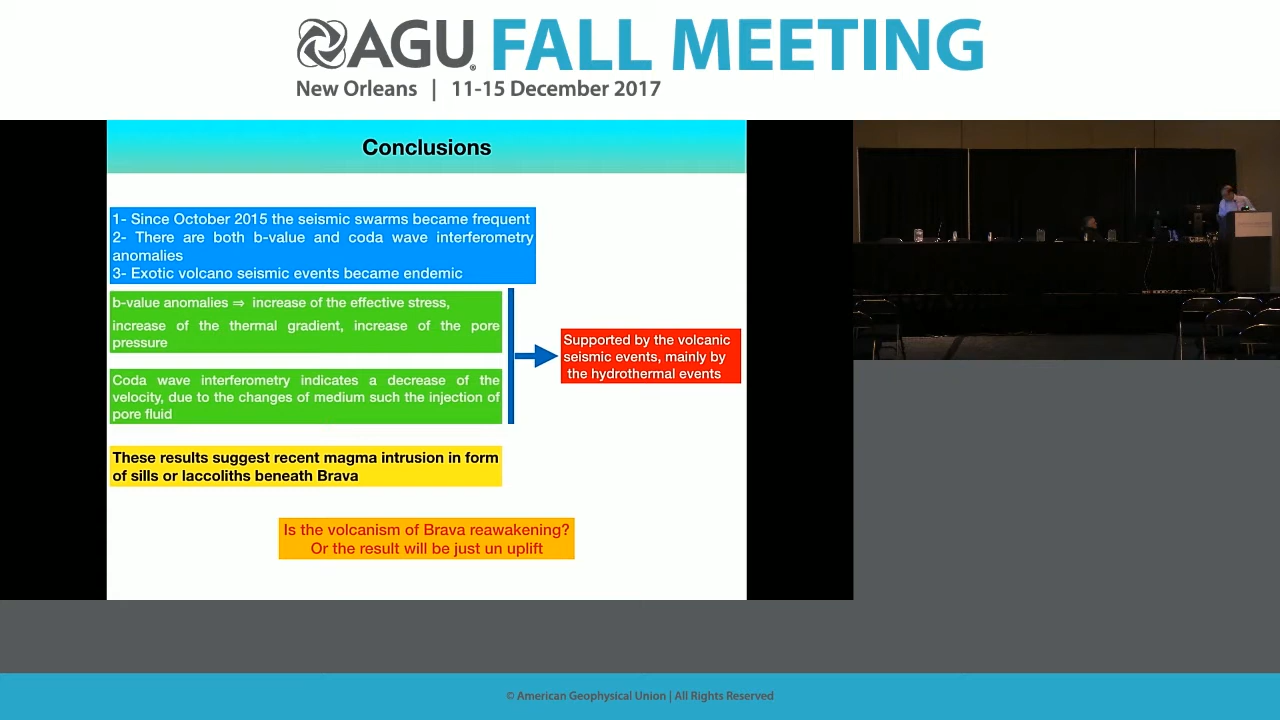 AGU FALL MEETING
New Orleans | 11-15 December 2017
Conclusions
1- Since October 2015 the seismic swarms became frequent
2- There are both b-value and coda wave interferometry
anomalies
3- Exotic volcano seismic events became endemic
b-value anomalies ⇒ increase of the effective stress,
increase of the thermal gradient, increase of the pore
pressure
Coda wave interferometry indicates a decrease of the
velocity, due to the changes of medium such the injection of
pore fluid
Supported by the volcanic
seismic events, mainly by
the hydrothermal events
These results suggest recent magma intrusion in form
of sills or laccoliths beneath Brava
Is the volcanism of Brava reawakening?
Or the result will be just un uplift
© American Geophysical Union | All Rights Reserved